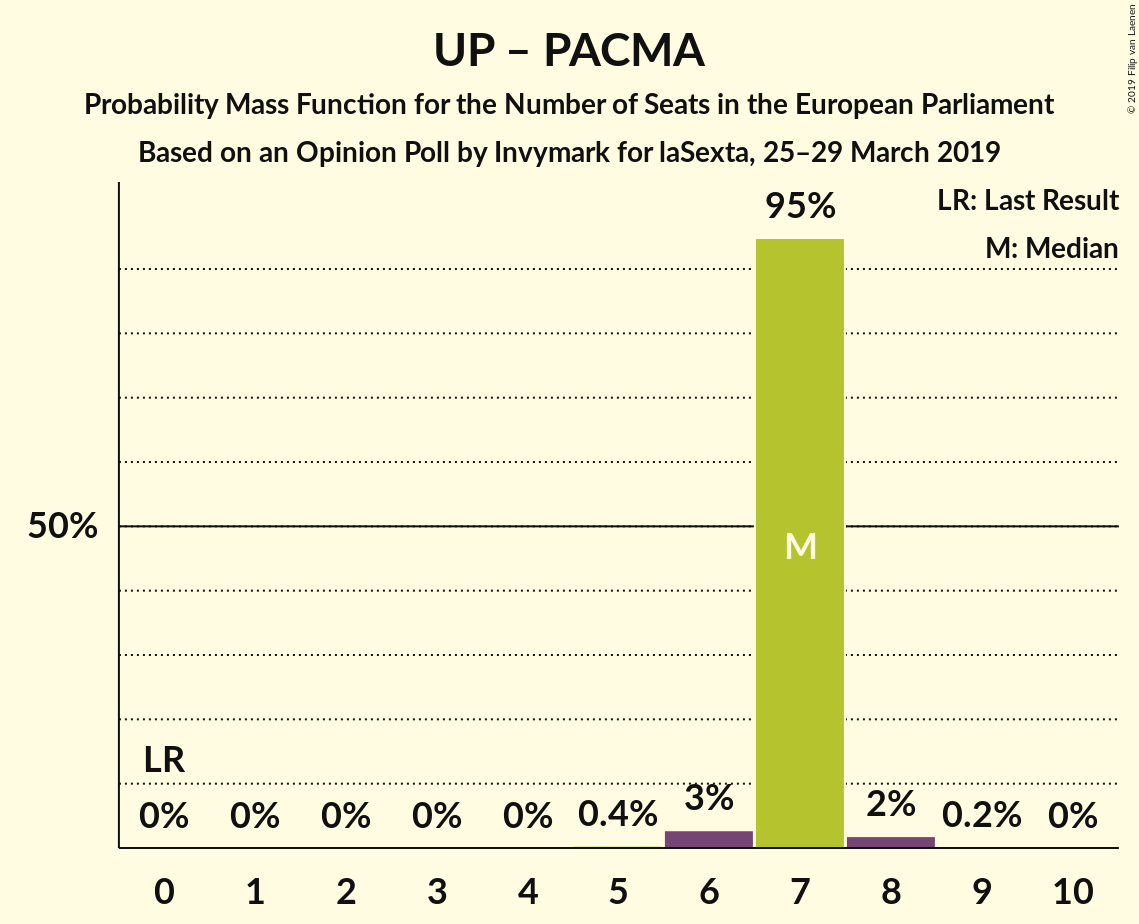 UP – PACMA
Probability Mass Function for the Number of Seats in the European Parliament
Based on an Opinion Poll by Invymark for laSexta, 25–29 March 2019
© 2019 Filip van Laenen
LR: Last Result
M: Median
95%
50%
M
LR
0% 0% 0% 0% 0% 0.4% 3% 2% 0.2% 0%
0 1 2 3 4 5 6 7 8 9 10